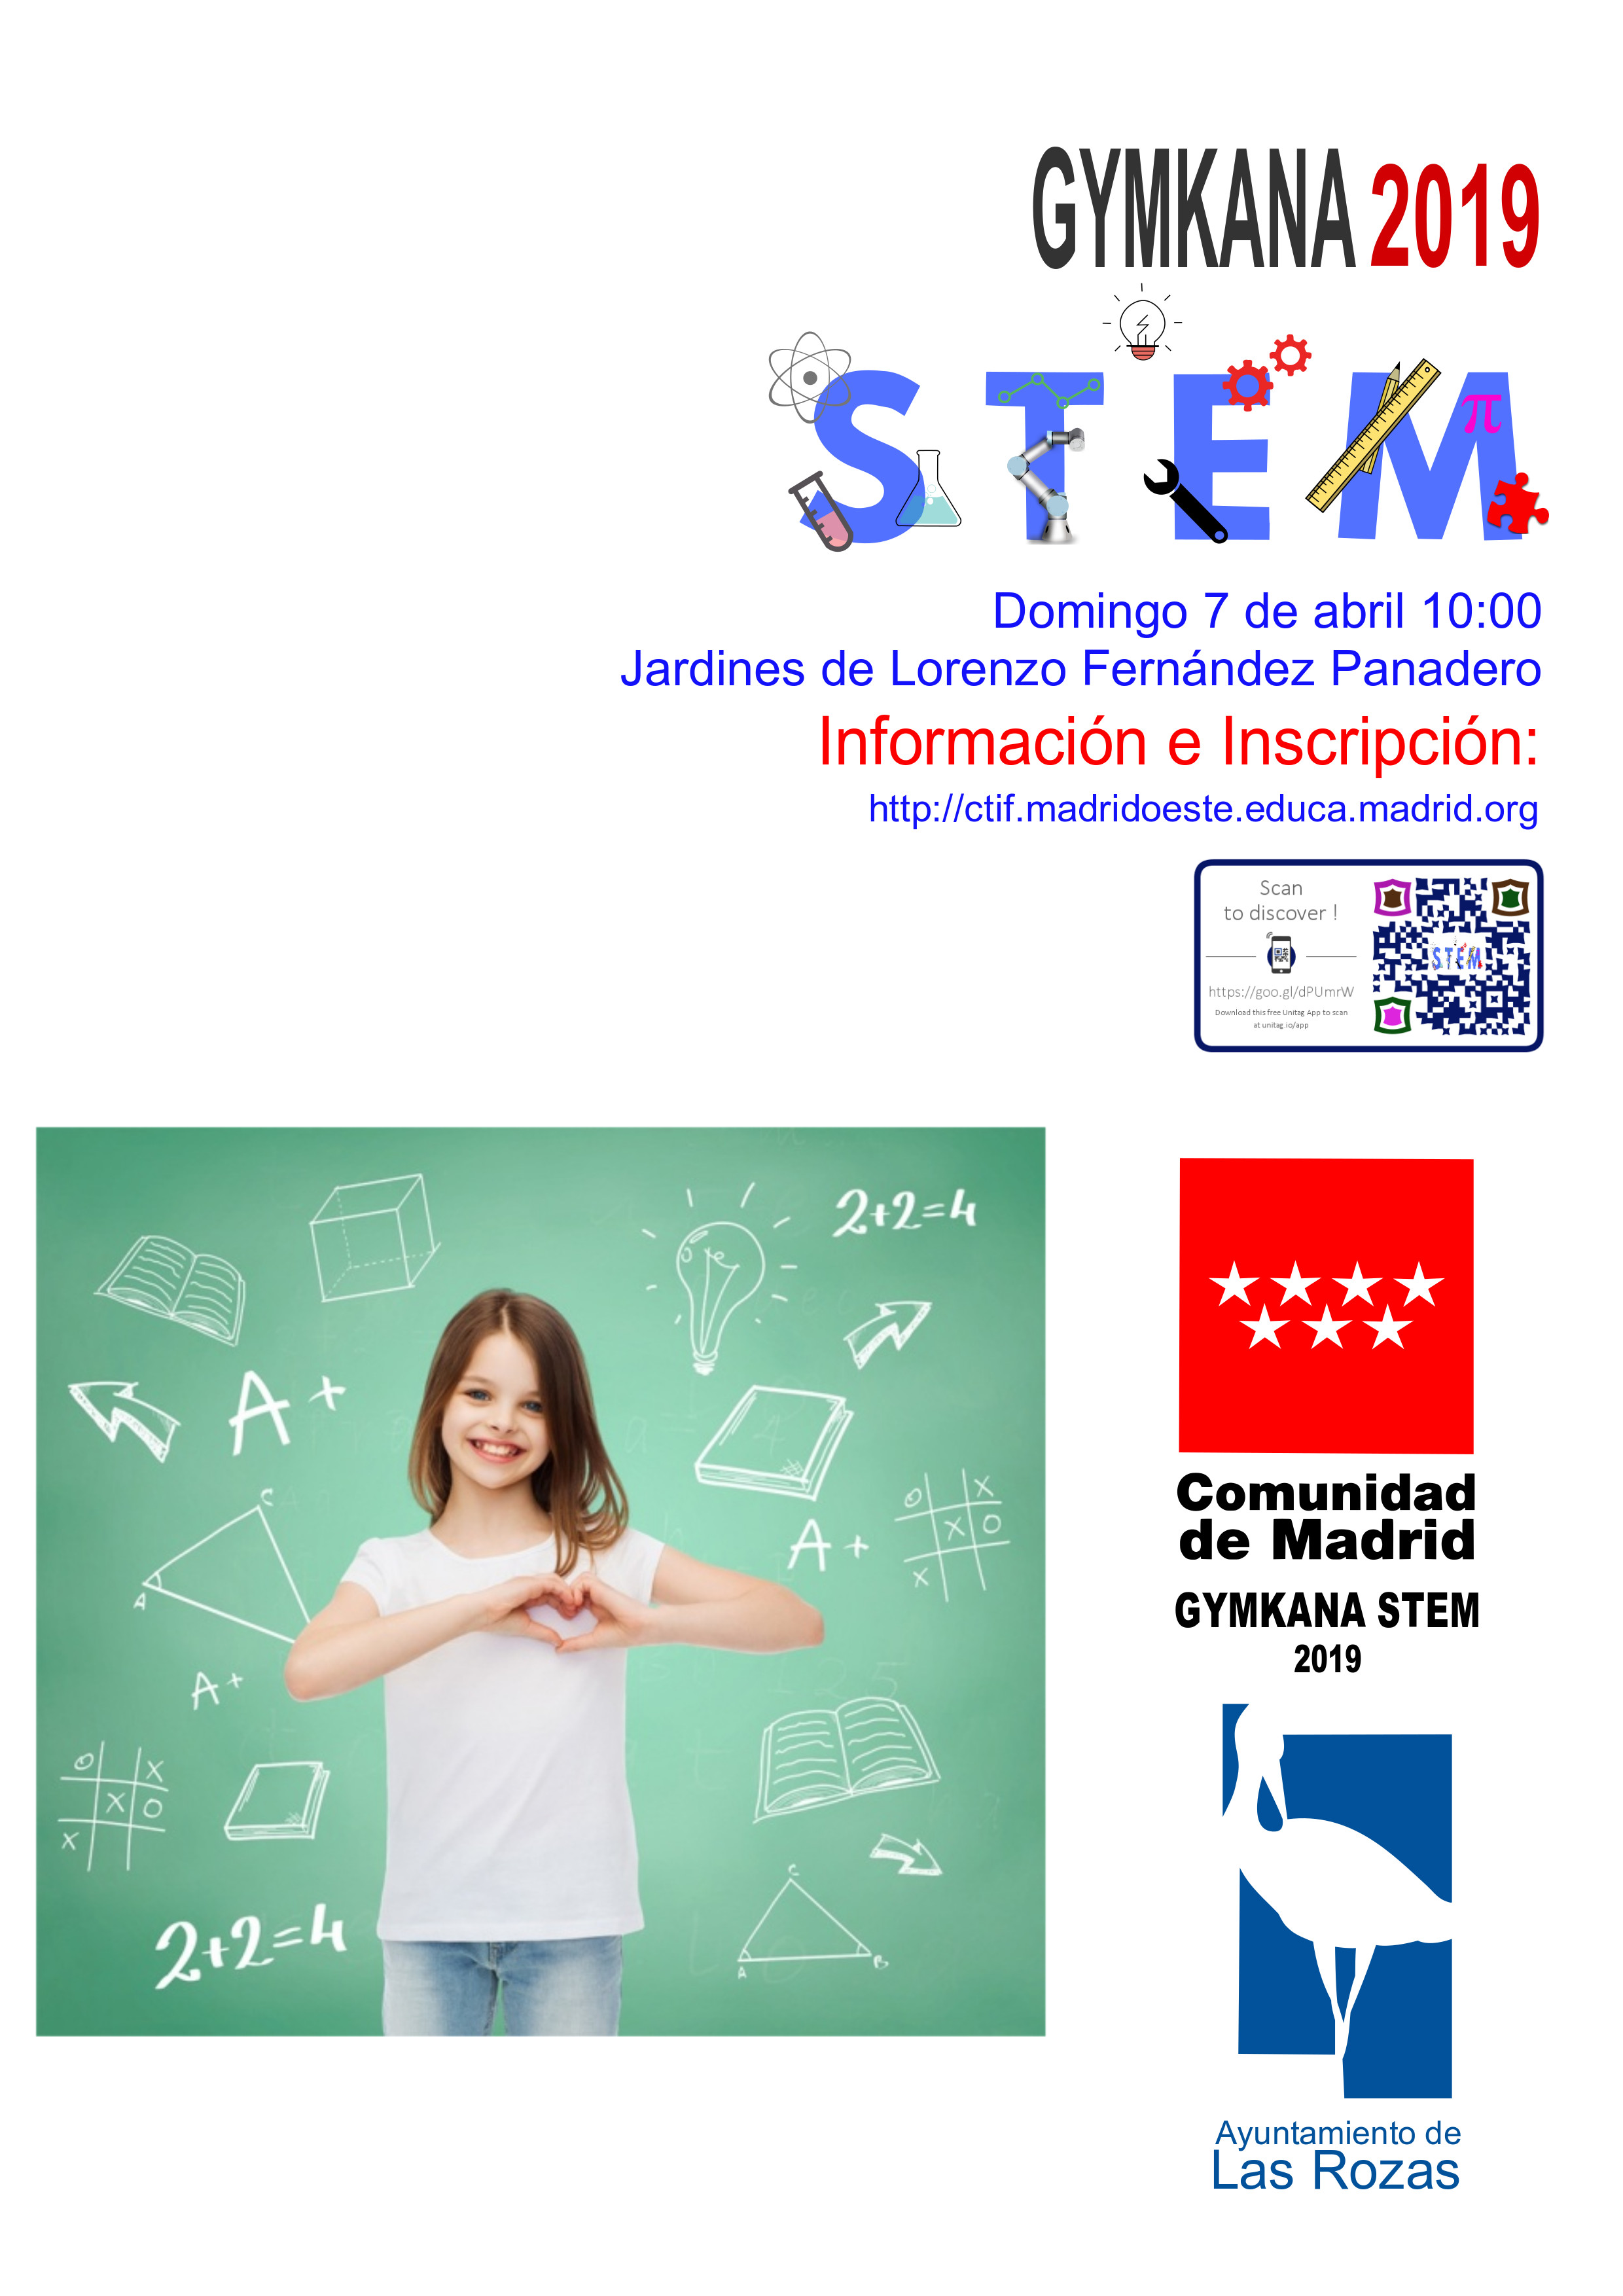 GYMKANA 2019
STEM
π
Domingo 7 de abril 10:00
Jardines de Lorenzo Fernández Panadero
Información e Inscripción:
http://ctif.madridoeste.educa.madrid.org
Scan
to discover !
https://goo.gl/dPUmrW
Download this free Unitag App to scan
at unitag.io/app
STEM
2+2=4
A+
C
A
A+
O X
X O
X
A+
O X
X O
X
2+2=4
C
A B
Comunidad
de Madrid
GYMKANA STEM
2019
Ayuntamiento de
Las Rozas